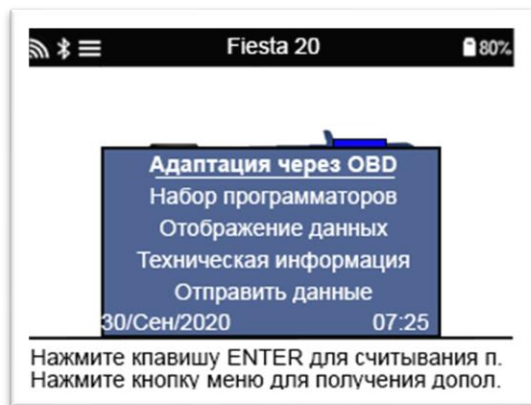 Fiesta 20 80%
Адаптация через OBD
Набор программаторов
Отображение данных
Техническая информация
Отправить данные
30/Сен/2020 07:25
Нажмите клавишу ENTER для считывания п.
Нажмите кнопку меню для получения допол.